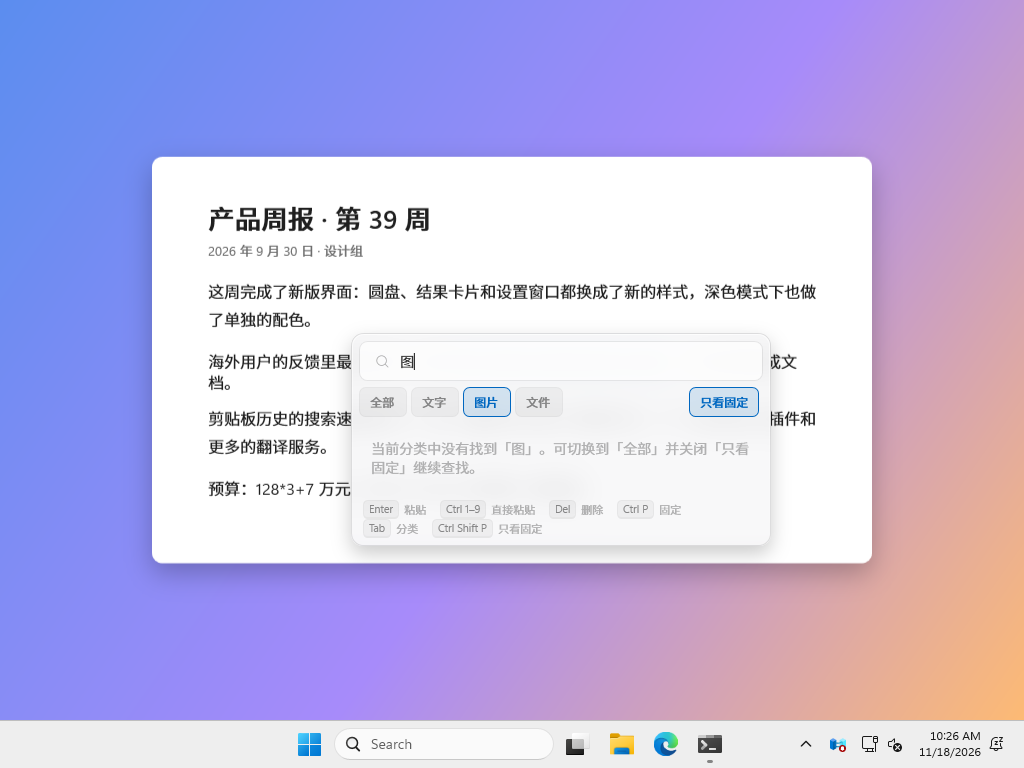 产品周报 · 第 39 周
2026 年 9 月 30 日 · 设计组
这周完成了新版界面：圆盘、结果卡片和设置窗口都换成了新的样式，深色模式下也做
了单独的配色。
海外用户的反馈里最
成文
档。
剪贴板历史的搜索速
插件和
更多的翻译服务。
预算：128*3+7 万元
图
全部
文字
图片
文件
只看固定
当前分类中没有找到「图」。可切换到「全部」并关闭「只看
固定」继续查找。
Enter 粘贴 Ctrl 1–9 直接粘贴 Del 删除 Ctrl P 固定
Tab 分类 Ctrl Shift P 只看固定
Search
10:26 AM
11/18/2026